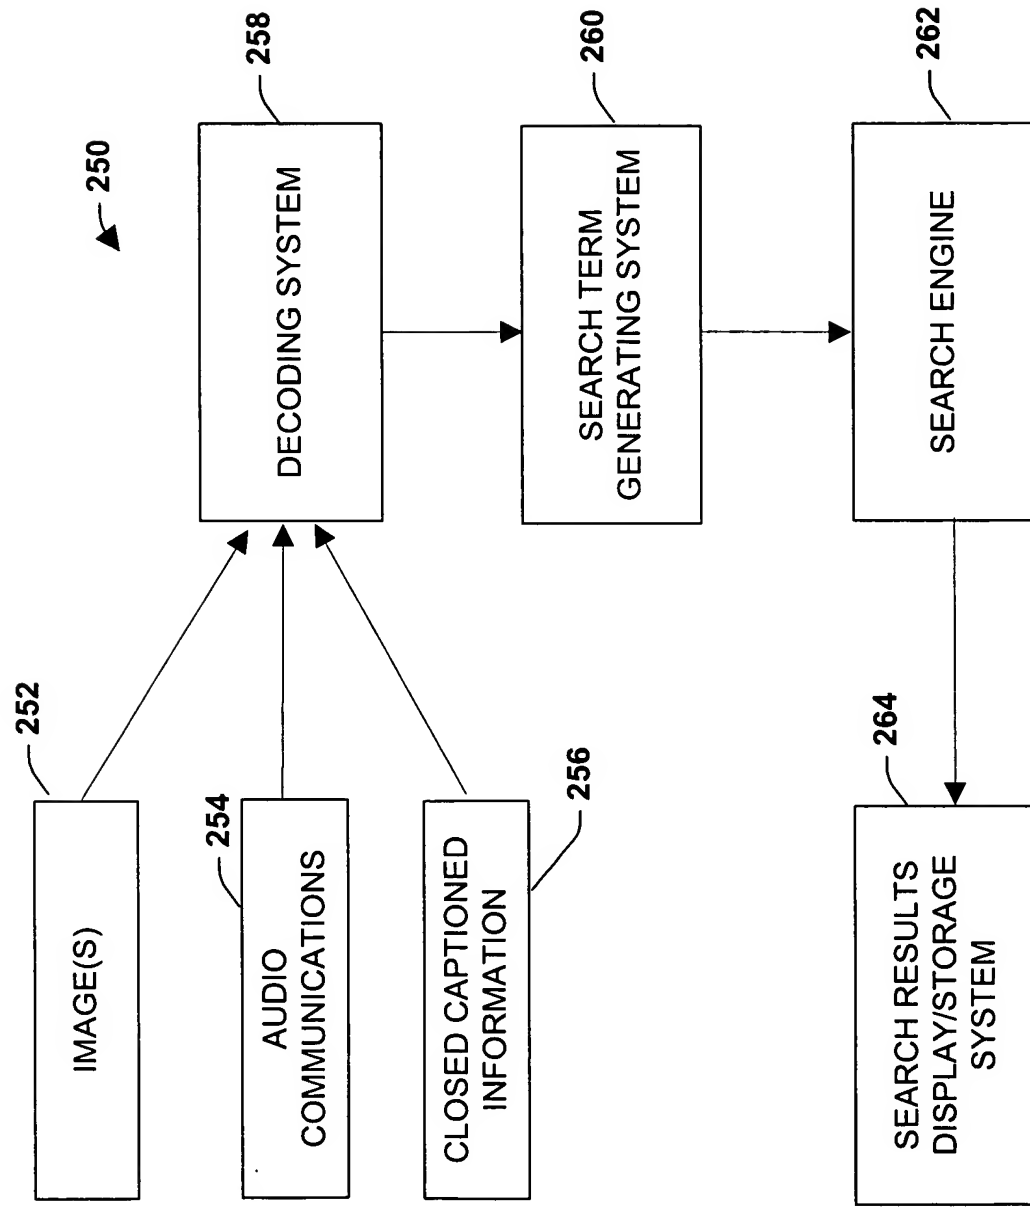 250
252
IMAGE(S)
254
AUDIO
COMMUNICATIONS
256
CLOSED CAPTIONED
INFORMATION
258
DECODING SYSTEM
260
SEARCH TERM
GENERATING SYSTEM
262
SEARCH ENGINE
264
SEARCH RESULTS
DISPLAY/STORAGE
SYSTEM